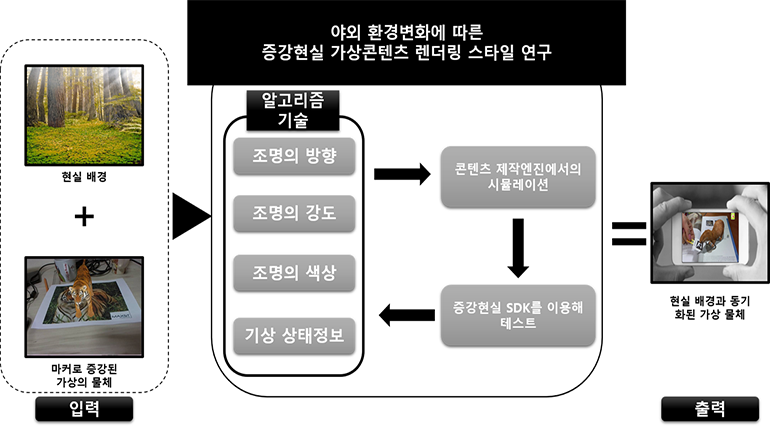 야외 환경변화에 따른
증강현실 가상콘텐츠 렌더링 스타일 연구
현실 배경
+
마커로 증강된
가상의 물체
입력
알고리즘
기술
조명의 방향
조명의 강도
조명의 색상
기상 상태정보
콘텐츠 제작엔진에서의
시뮬레이션
증강현실 SDK를 이용해
테스트
=
현실 배경과 동기
화된 가상 물체
출력